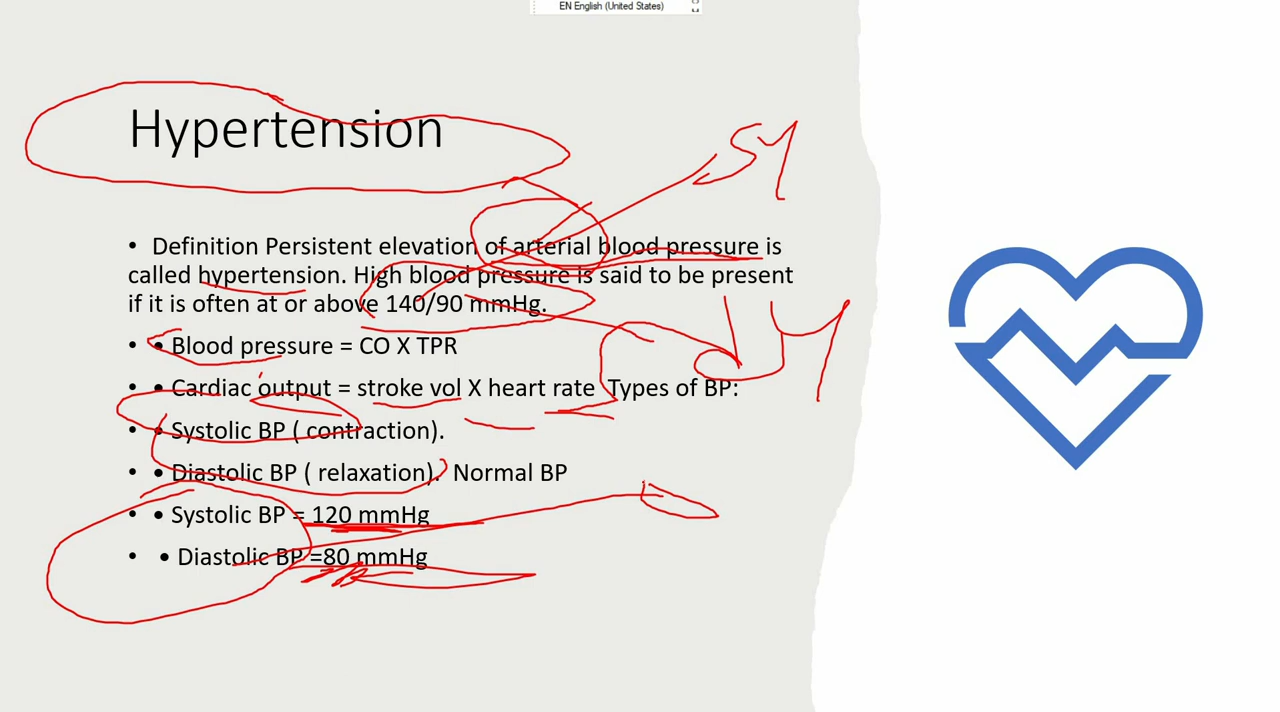 EN English (United States)
Hypertension
• Definition Persistent elevation of arterial blood pressure is
called hypertension. High blood pressure is said to be present
if it is often at or above 140/90 mmHg.
• • Blood pressure = CO X TPR
• • Cardiac output = stroke vol X heart rate Types of BP:
• • Systolic BP ( contraction).
• • Diastolic BP ( relaxation). Normal BP
• • Systolic BP = 120 mmHg
• • Diastolic BP =80 mmHg
sy
dy